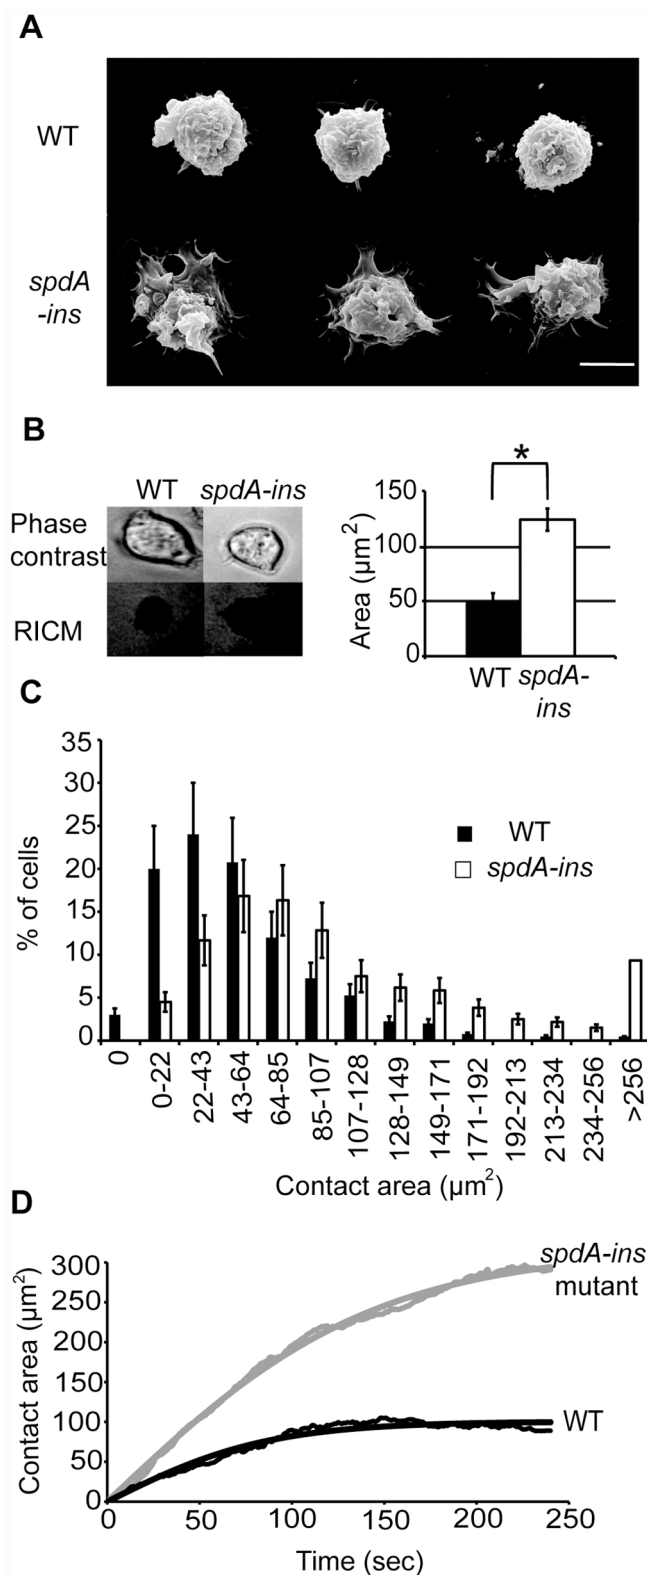 A
WT
spdA
-ins
B
WT spdA-ins
Phase
contrast
RICM
*
150
100
50
0
Area (µm²)
WT spdA-
ins
C
35
30
25
20
15
10
5
0
% of cells
WT
spdA-ins
0
0-22
22-43
43-64
64-85
85-107
107-128
128-149
149-171
171-192
192-213
213-234
234-256
>256
Contact area (µm²)
D
300
250
200
150
100
50
0
Contact area (µm²)
spdA-ins
mutant
WT
0 50 100 150 200 250
Time (sec)